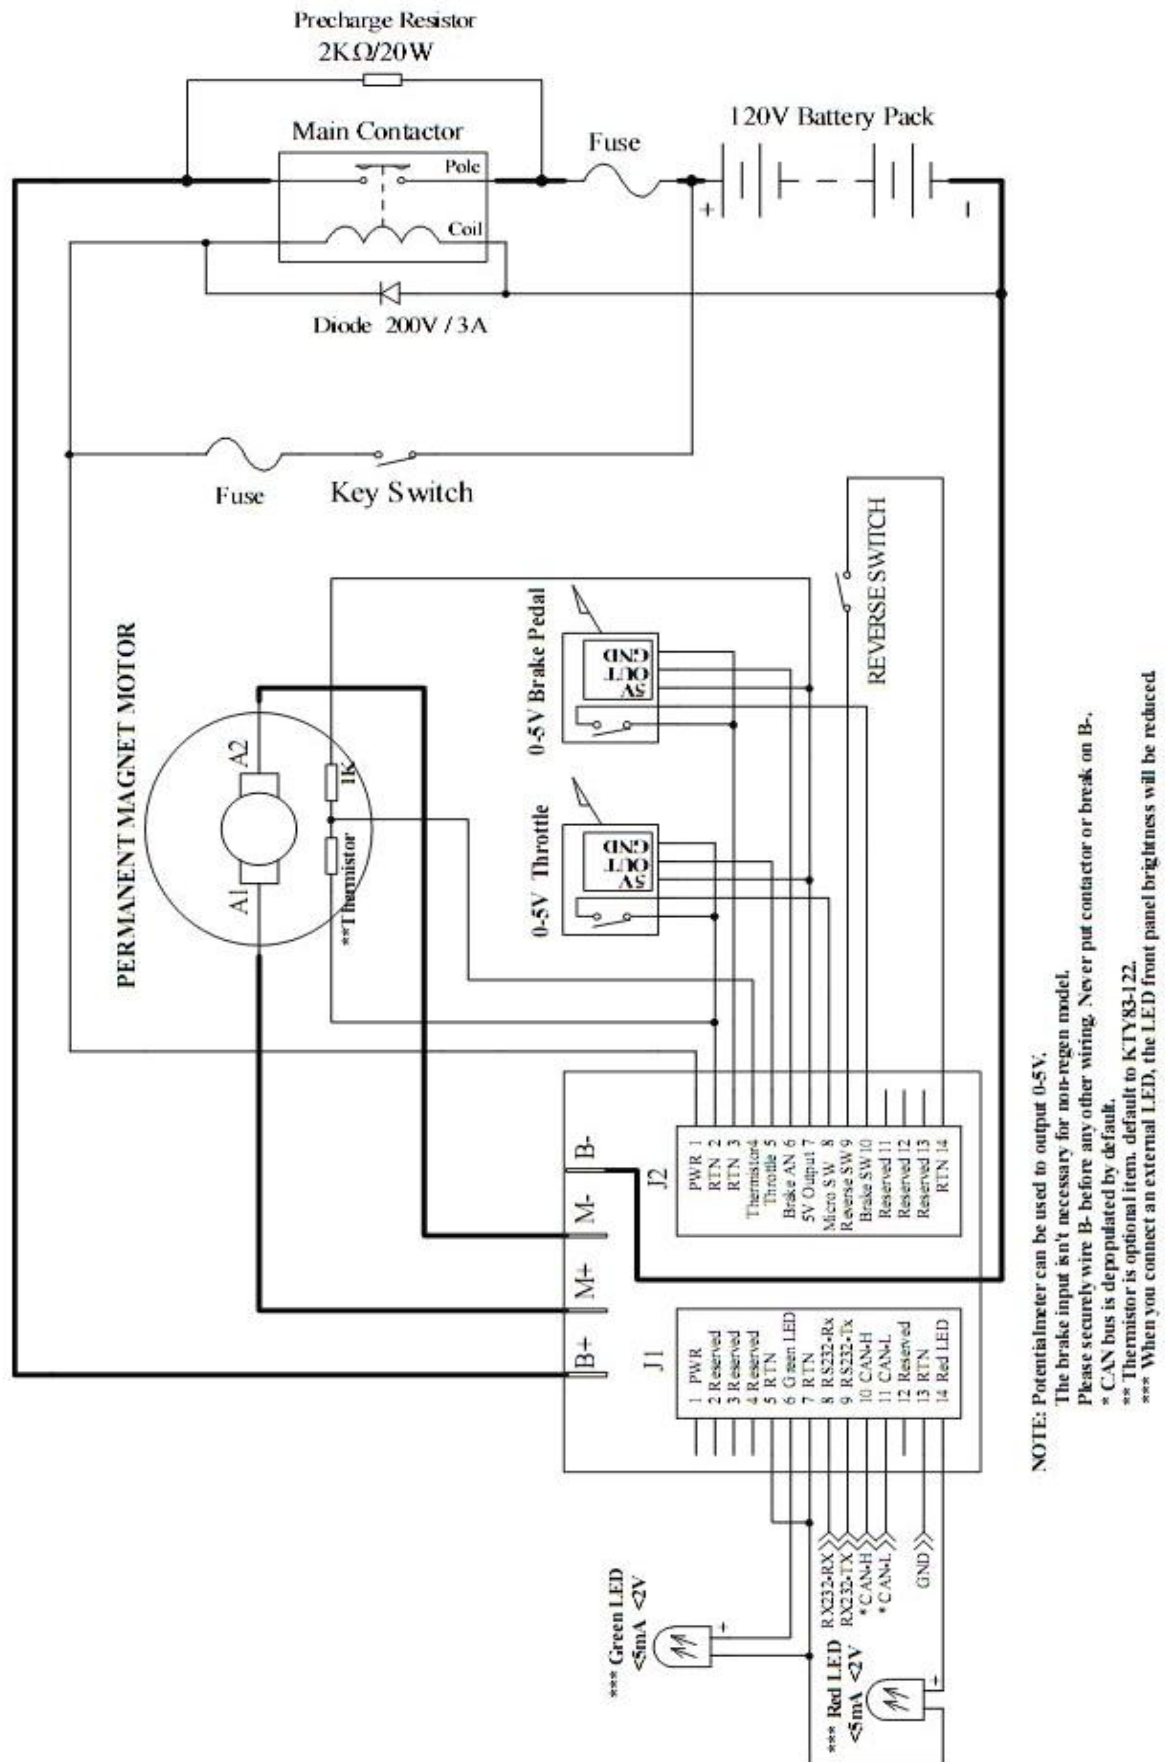 Precharge Resistor
2KΩ/20W
Main Contactor
Pole
Coil
Fuse
120V Battery Pack
+
-
Diode 200V / 3A
Fuse
Key Switch
REVERSE SWITCH
PERMANENT MAGNET MOTOR
A2
A1
1K
**Thermistor
0-5V Brake Pedal
GND
OUT
5V
0-5V Throttle
GND
OUT
5V
B-
M-
M+
B+
J2
PWR 1
RTN 2
RTN 3
Thermistor4
Throttle 5
Brake AN 6
5V Output 7
Micro SW 8
Reverse SW 9
Brake SW10
Reserved 11
Reserved 12
Reserved 13
RTN 14
J1
1 PWR
2 Reserved
3 Reserved
4 Reserved
5 RTN
6 Green LED
7 RTN
8 RS232-Rx
9 RS232-Tx
10 CAN-H
11 CAN-L
12 Reserved
13 RTN
14 Red LED
RX232-RX
RX232-TX
*CAN-H
*CAN-L
GND
*** Green LED
<5mA <2V
+
*** Red LED
<5mA <2V
+
NOTE: Potentialmeter can be used to output 0-5V.
The brake input isn't necessary for non-regen model.
Please securely wire B- before any other wiring. Never put contactor or break on B-.
* CAN bus is depopulated by default.
** Thermistor is optional item. default to KTY83-122.
*** When you connect an external LED, the LED front panel brightness will be reduced.